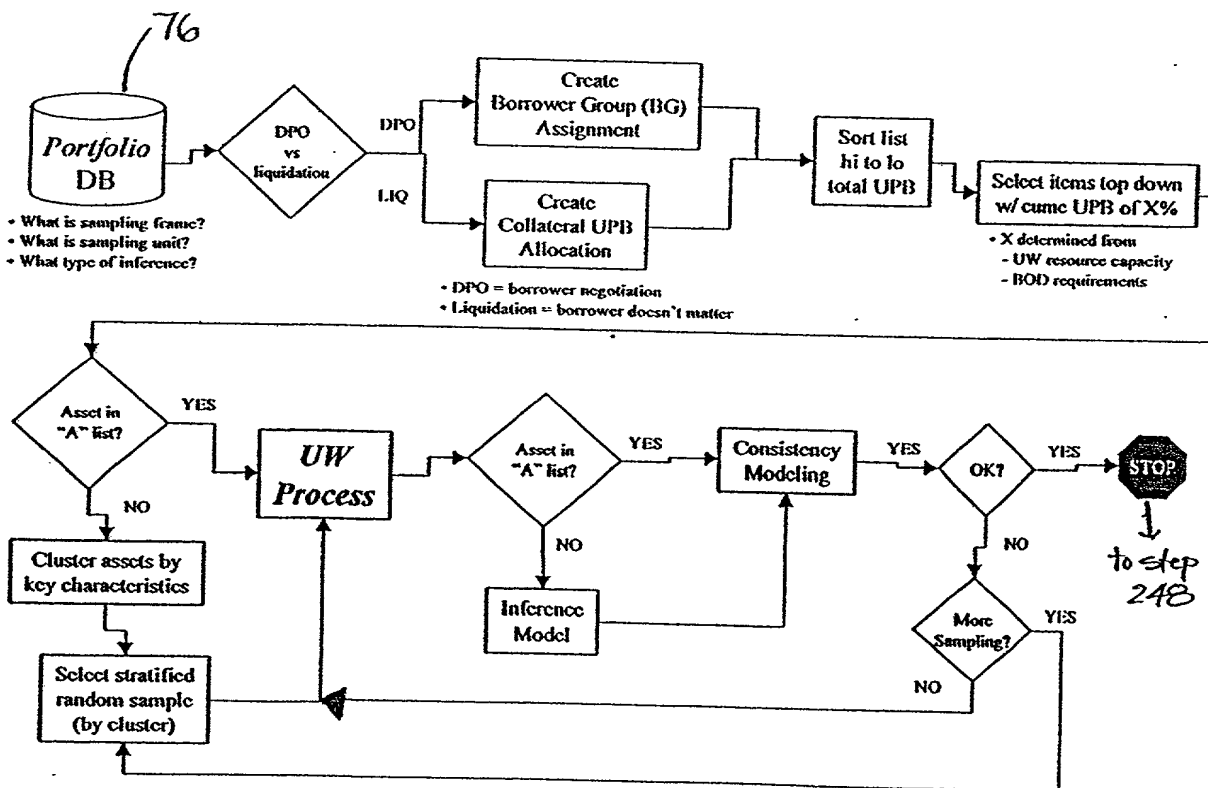 76
Portfolio
DB
• What is sampling frame?
• What is sampling unit?
• What type of inference?
DPO
vs
liquidation
DPO
LIQ
Create
Borrower Group (BG)
Assignment
Create
Collateral UPB
Allocation
• DPO = borrower negotiation
• Liquidation = borrower doesn't matter
Sort list
hi to lo
total UPB
Select items top down
w/ cume UPB of X%
• X determined from
- UW resource capacity
- BOD requirements
Asset in
"A" list?
YES
NO
Cluster assets by
key characteristics
Select stratified
random sample
(by cluster)
UW
Process
Asset in
"A" list?
YES
NO
Inference
Model
Consistency
Modeling
YES
OK?
YES
NO
STOP
to step
248
More
Sampling?
YES
NO